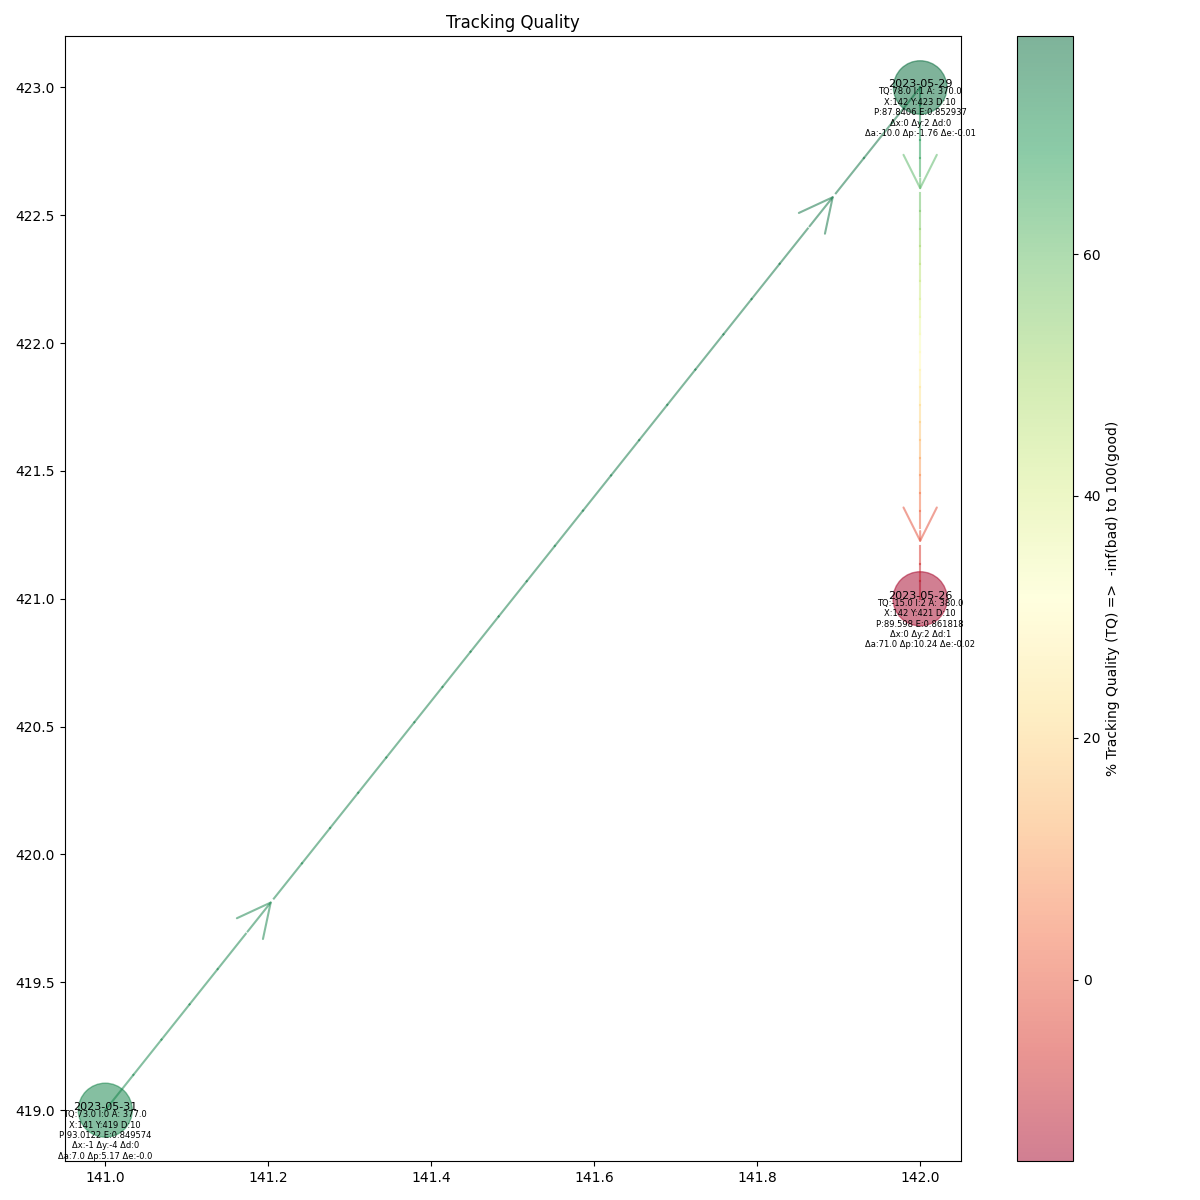 Tracking Quality
423.0
422.5
422.0
421.5
421.0
420.5
420.0
419.5
419.0
141.0
141.2
141.4
141.6
141.8
142.0
2023-05-29
TQ:78.0 I:1 A: 370.0
X:142 Y:423 D:10
P:87.8406 E:0.852937
Δx:0 Δy:2 Δd:0
Δa:-10.0 Δp:-1.76 Δe:-0.01
2023-05-26
TQ:-15.0 I:2 A: 380.0
X:142 Y:421 D:10
P:89.598 E:0.861818
Δx:0 Δy:2 Δd:1
Δa:71.0 Δp:10.24 Δe:-0.02
2023-05-31
TQ:73.0 I:0 A: 377.0
X:141 Y:419 D:10
P:93.0122 E:0.849574
Δx:-1 Δy:-4 Δd:0
Δa:7.0 Δp:5.17 Δe:-0.0
60
40
20
0
% Tracking Quality (TQ) => -inf(bad) to 100(good)